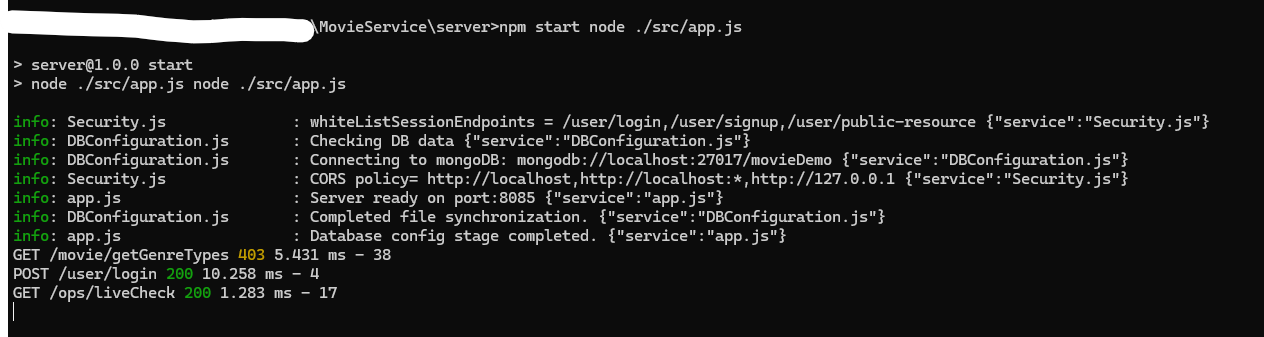 \MovieService\server>npm start node ./src/app.js
> server@1.0.0 start
> node ./src/app.js node ./src/app.js
info: Security.js : whiteListSessionEndpoints = /user/login,/user/signup,/user/public-resource {"service":"Security.js"}
info: DBConfiguration.js : Checking DB data {"service":"DBConfiguration.js"}
info: DBConfiguration.js : Connecting to mongoDB: mongodb://localhost:27017/movieDemo {"service":"DBConfiguration.js"}
info: Security.js : CORS policy= http://localhost,http://localhost:*,http://127.0.0.1 {"service":"Security.js"}
info: app.js : Server ready on port:8085 {"service":"app.js"}
info: DBConfiguration.js : Completed file synchronization. {"service":"DBConfiguration.js"}
info: app.js : Database config stage completed. {"service":"app.js"}
GET /movie/getGenreTypes 403 5.431 ms - 38
POST /user/login 200 10.258 ms - 4
GET /ops/liveCheck 200 1.283 ms - 17